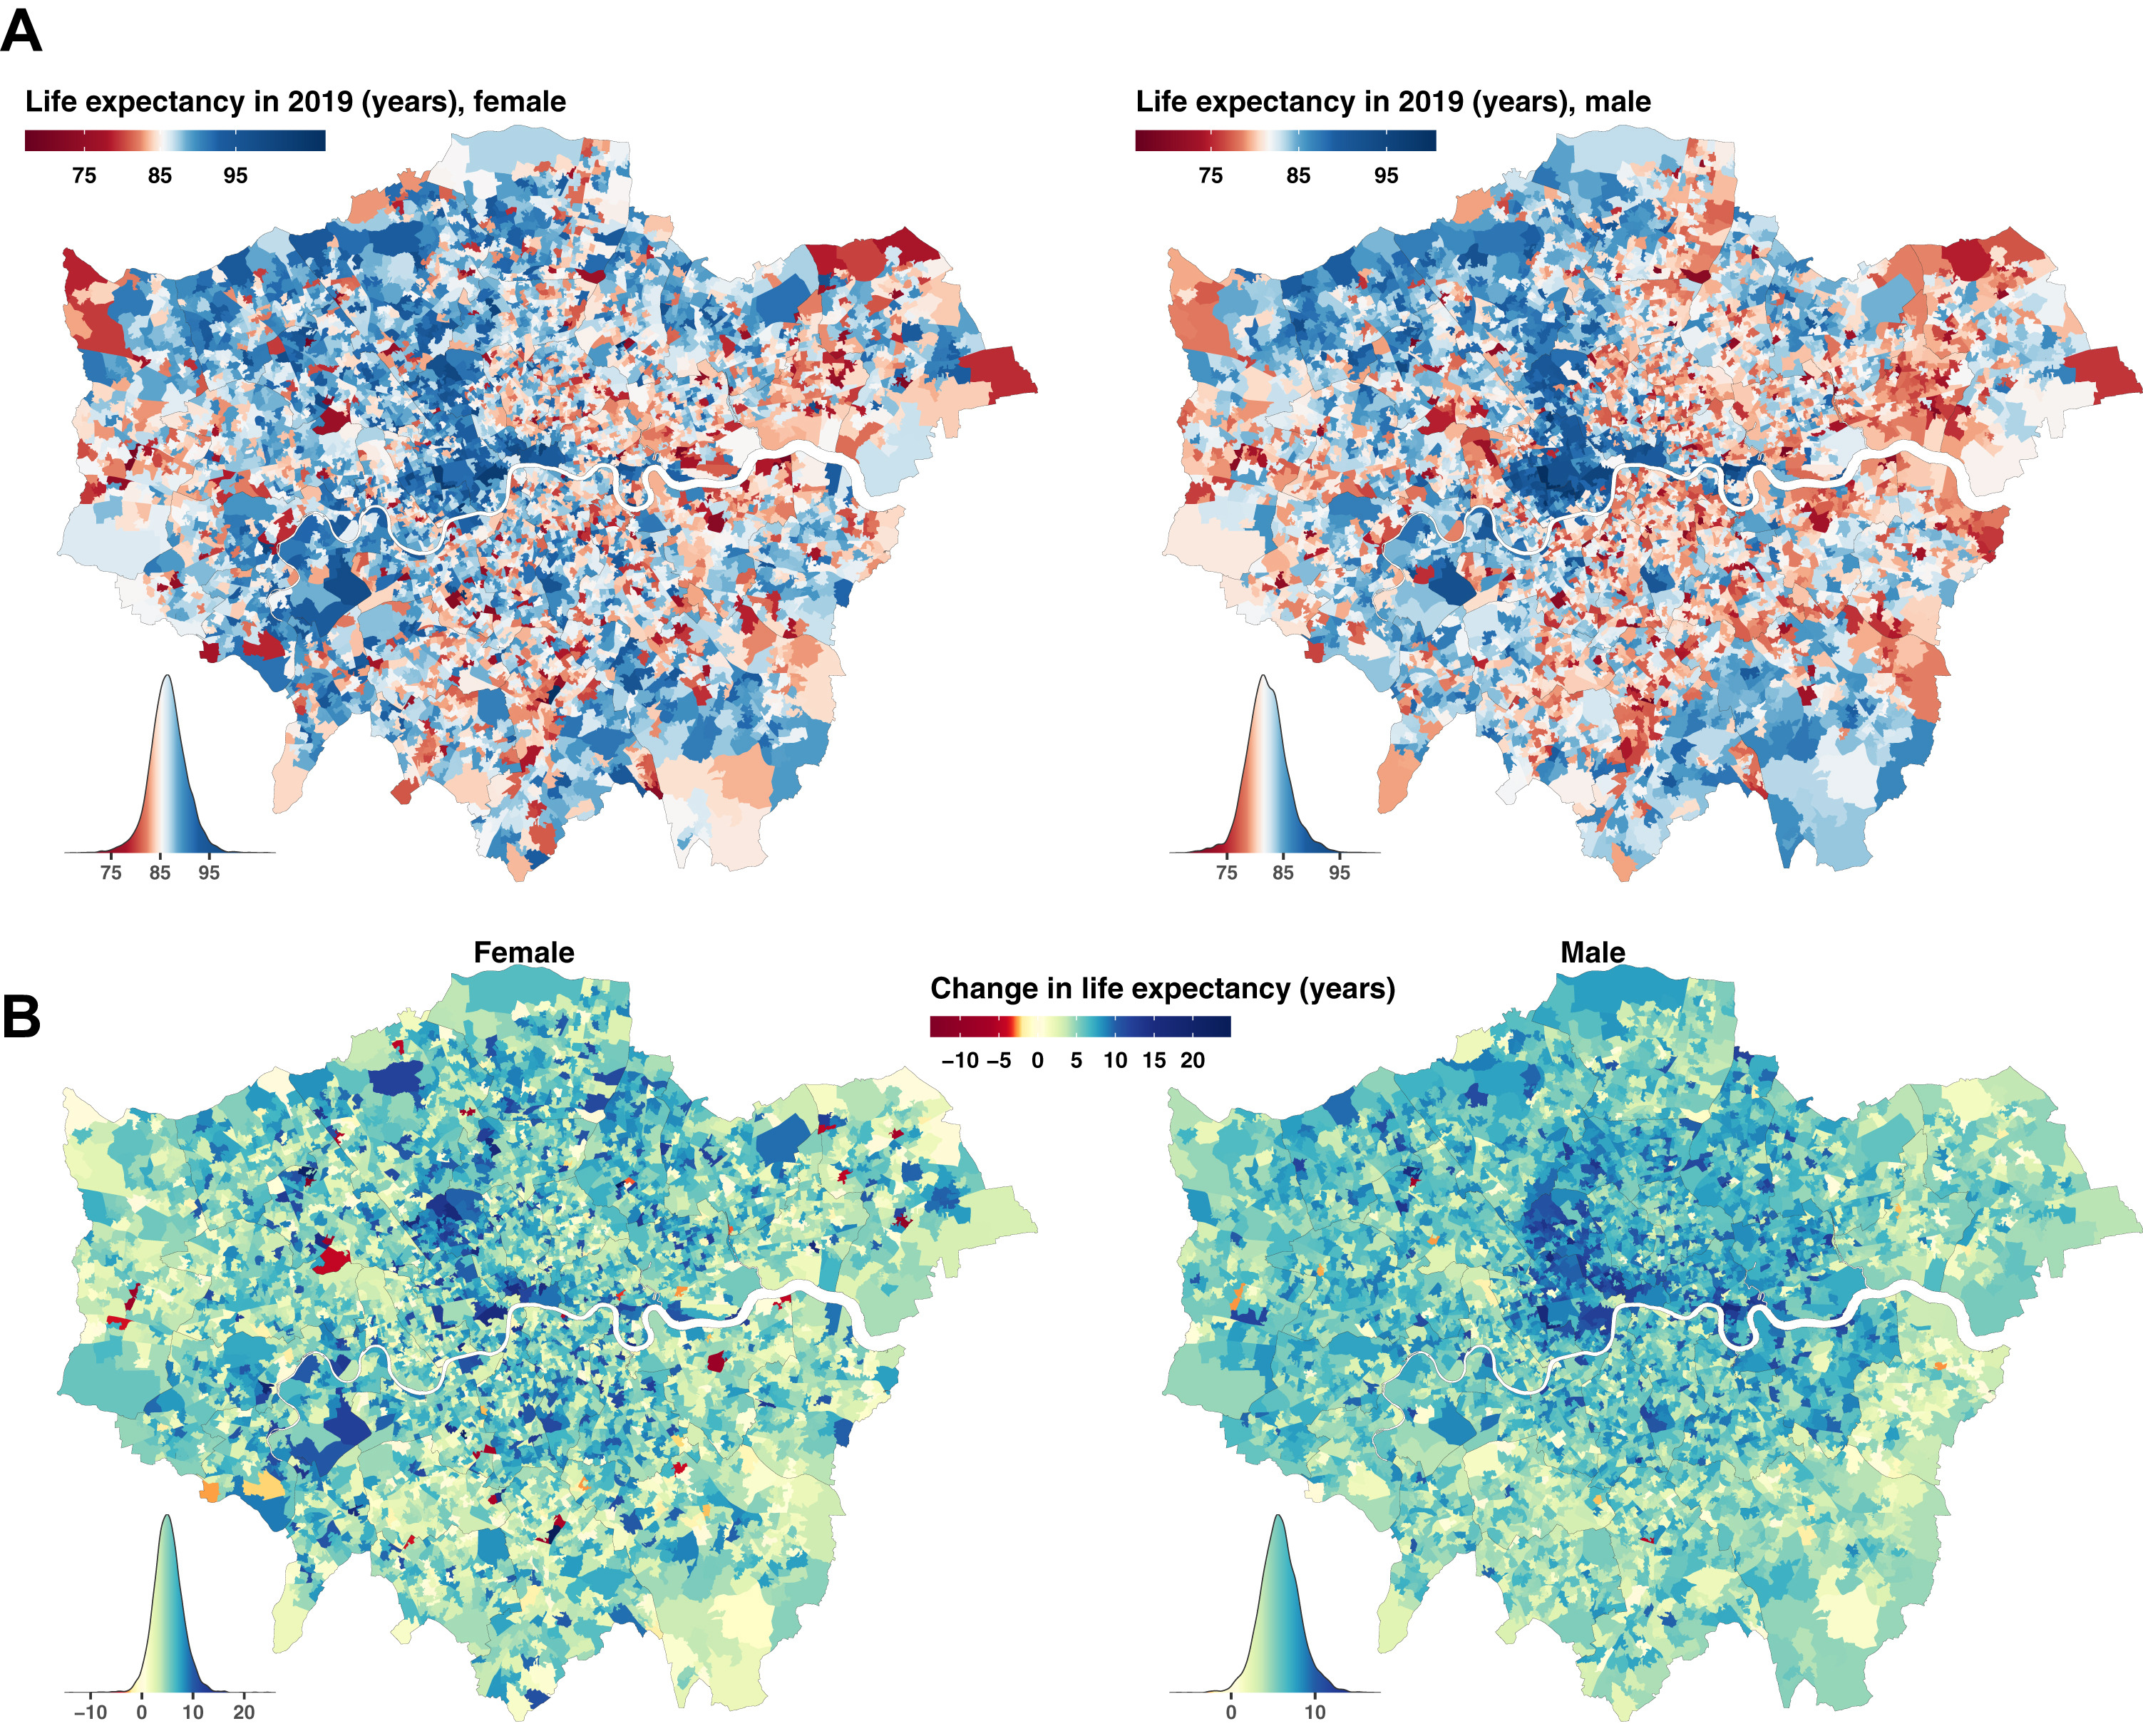 A
Life expectancy in 2019 (years), female
75 85 95
Life expectancy in 2019 (years), male
75 85 95
75 85 95
75 85 95
B
Female
Male
Change in life expectancy (years)
−10 −5 0 5 10 15 20
−10 0 10 20
0 10